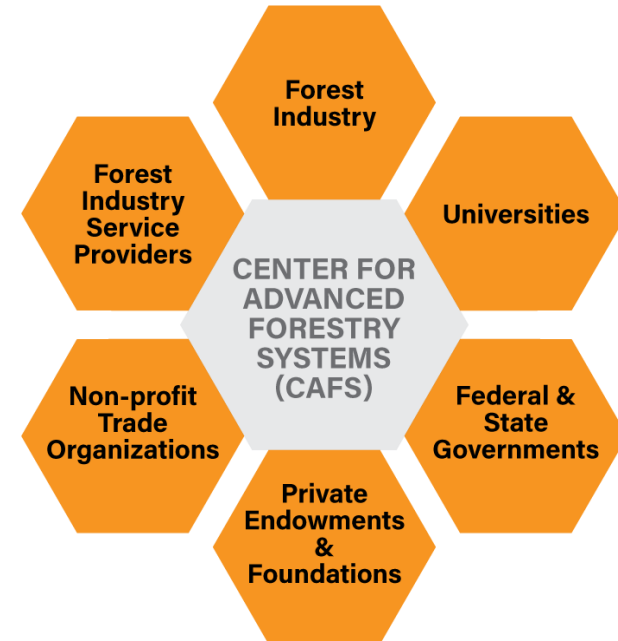 Forest
Industry
Forest
Industry
Service
Providers
Universities
CENTER FOR
ADVANCED
FORESTRY
SYSTEMS
(CAFS)
Non-profit
Trade
Organizations
Federal &
State
Governments
Private
Endowments
&
Foundations